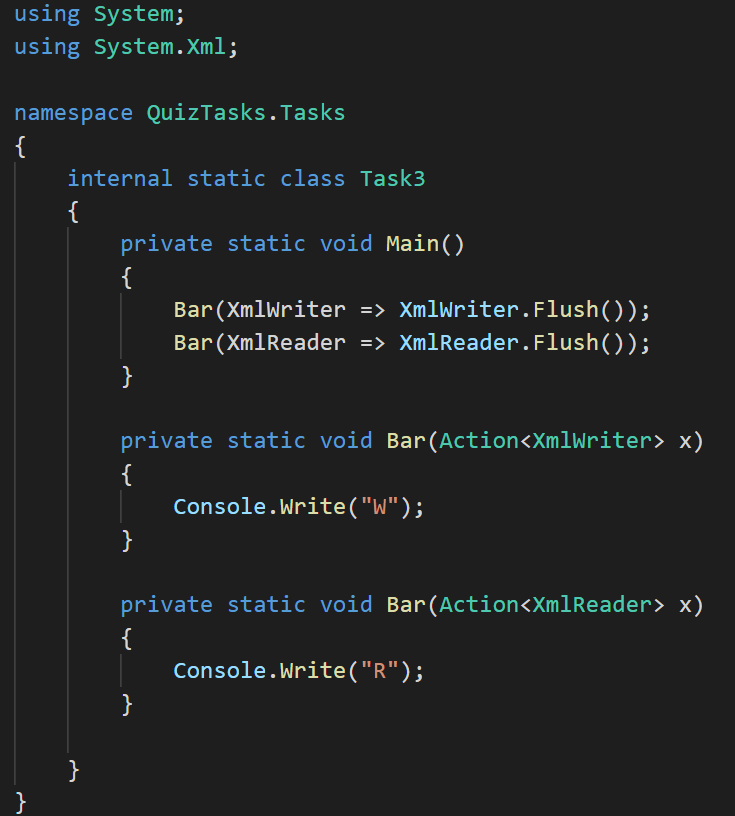 using System;
using System.Xml;
namespace QuizTasks.Tasks
{
internal static class Task3
{
private static void Main()
{
Bar(XmlWriter => XmlWriter.Flush());
Bar(XmlReader => XmlReader.Flush());
}
private static void Bar(Action<XmlWriter> x)
{
Console.Write("W");
}
private static void Bar(Action<XmlReader> x)
{
Console.Write("R");
}
}
}